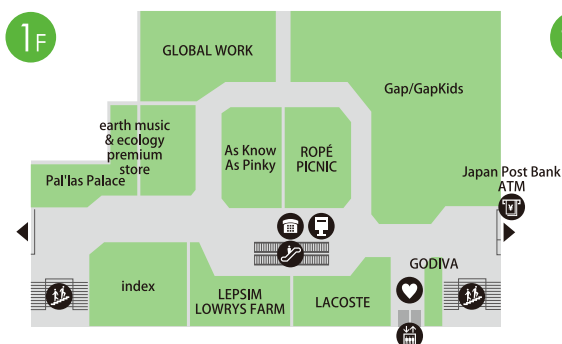 1F
GLOBAL WORK
Gap/GapKids
earth music
& ecology
premium
store
As Know
As Pinky
ROPÉ
PICNIC
Pal'las Palace
Japan Post Bank
ATM
¥
index
LEPSIM
LOWRYS FARM
LACOSTE
GODIVA